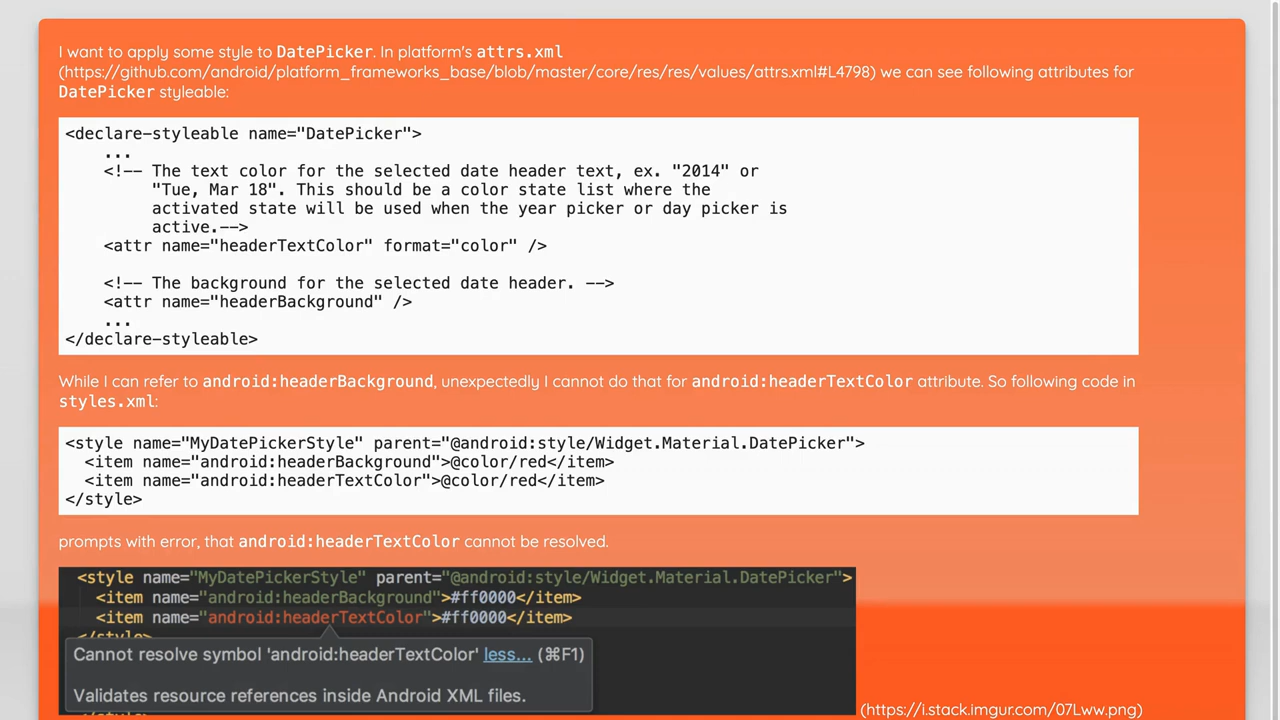 I want to apply some style to DatePicker. In platform's attrs.xml
(https://github.com/android/platform_frameworks_base/blob/master/core/res/res/values/attrs.xml#L4798) we can see following attributes for
DatePicker styleable:
<declare-styleable name="DatePicker">
...
<!-- The text color for the selected date header text, ex. "2014" or
"Tue, Mar 18". This should be a color state list where the
activated state will be used when the year picker or day picker is
active.-->
<attr name="headerTextColor" format="color" />
<!-- The background for the selected date header. -->
<attr name="headerBackground" />
...
</declare-styleable>
While I can refer to android:headerBackground, unexpectedly I cannot do that for android:headerTextColor attribute. So following code in
styles.xml:
<style name="MyDatePickerStyle" parent="@android:style/Widget.Material.DatePicker">
<item name="android:headerBackground">@color/red</item>
<item name="android:headerTextColor">@color/red</item>
</style>
prompts with error, that android:headerTextColor cannot be resolved.
<style name="MyDatePickerStyle" parent="@android:style/Widget.Material.DatePicker">
<item name="android:headerBackground">#ff0000</item>
<item name="android:headerTextColor">#ff0000</item>
</style>
Cannot resolve symbol 'android:headerTextColor' less... (⌘F1)
Validates resource references inside Android XML files.
(https://i.stack.imgur.com/07Lww.png)